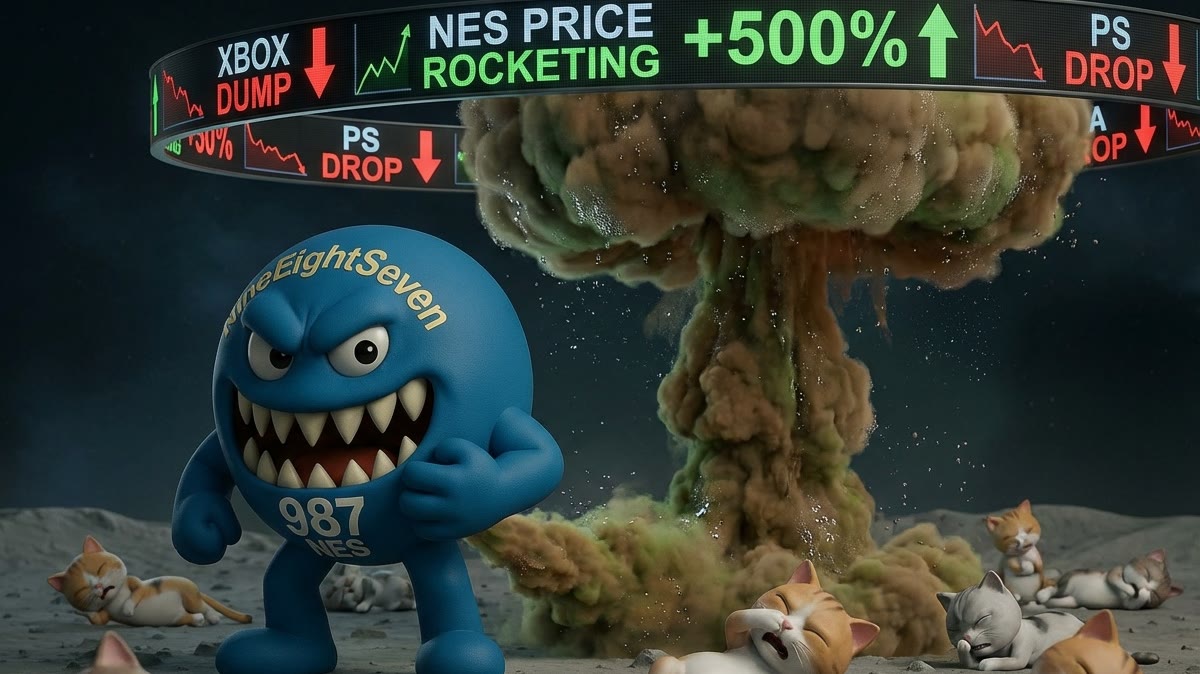 XBOX
DUMP
NES PRICE
ROCKETING
+500%
PS
DROP
PS
DROP
NineEightSeven
987
NES